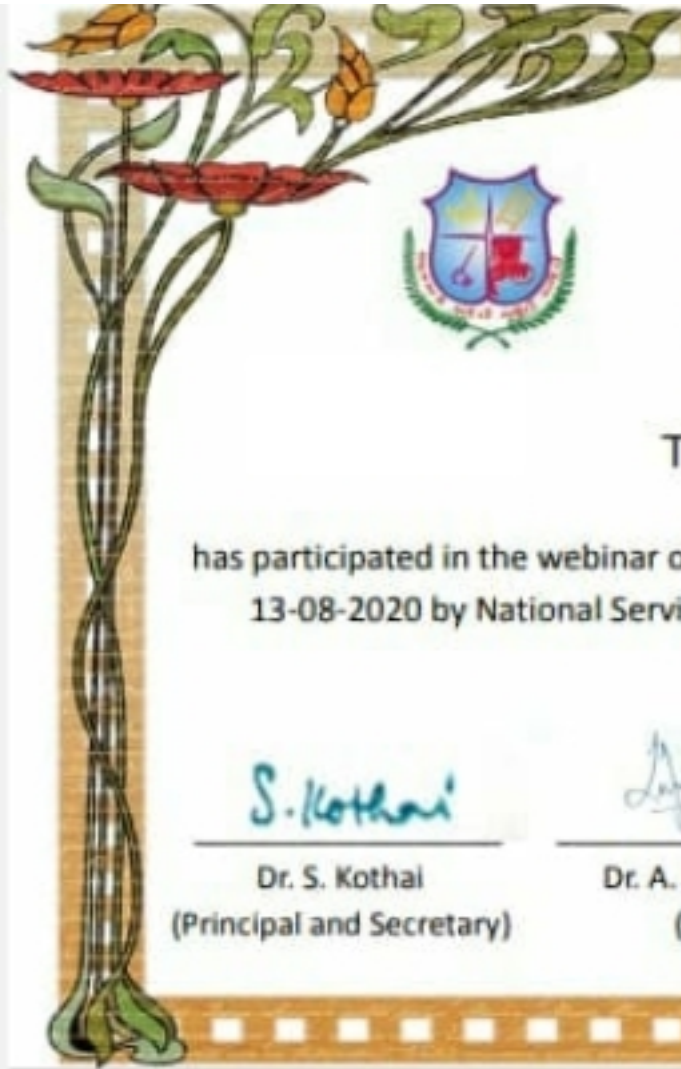 T
has participated in the webinar o
13-08-2020 by National Servi
S. Kothai
Dr. S. Kothai
Dr. A.
(Principal and Secretary)
(